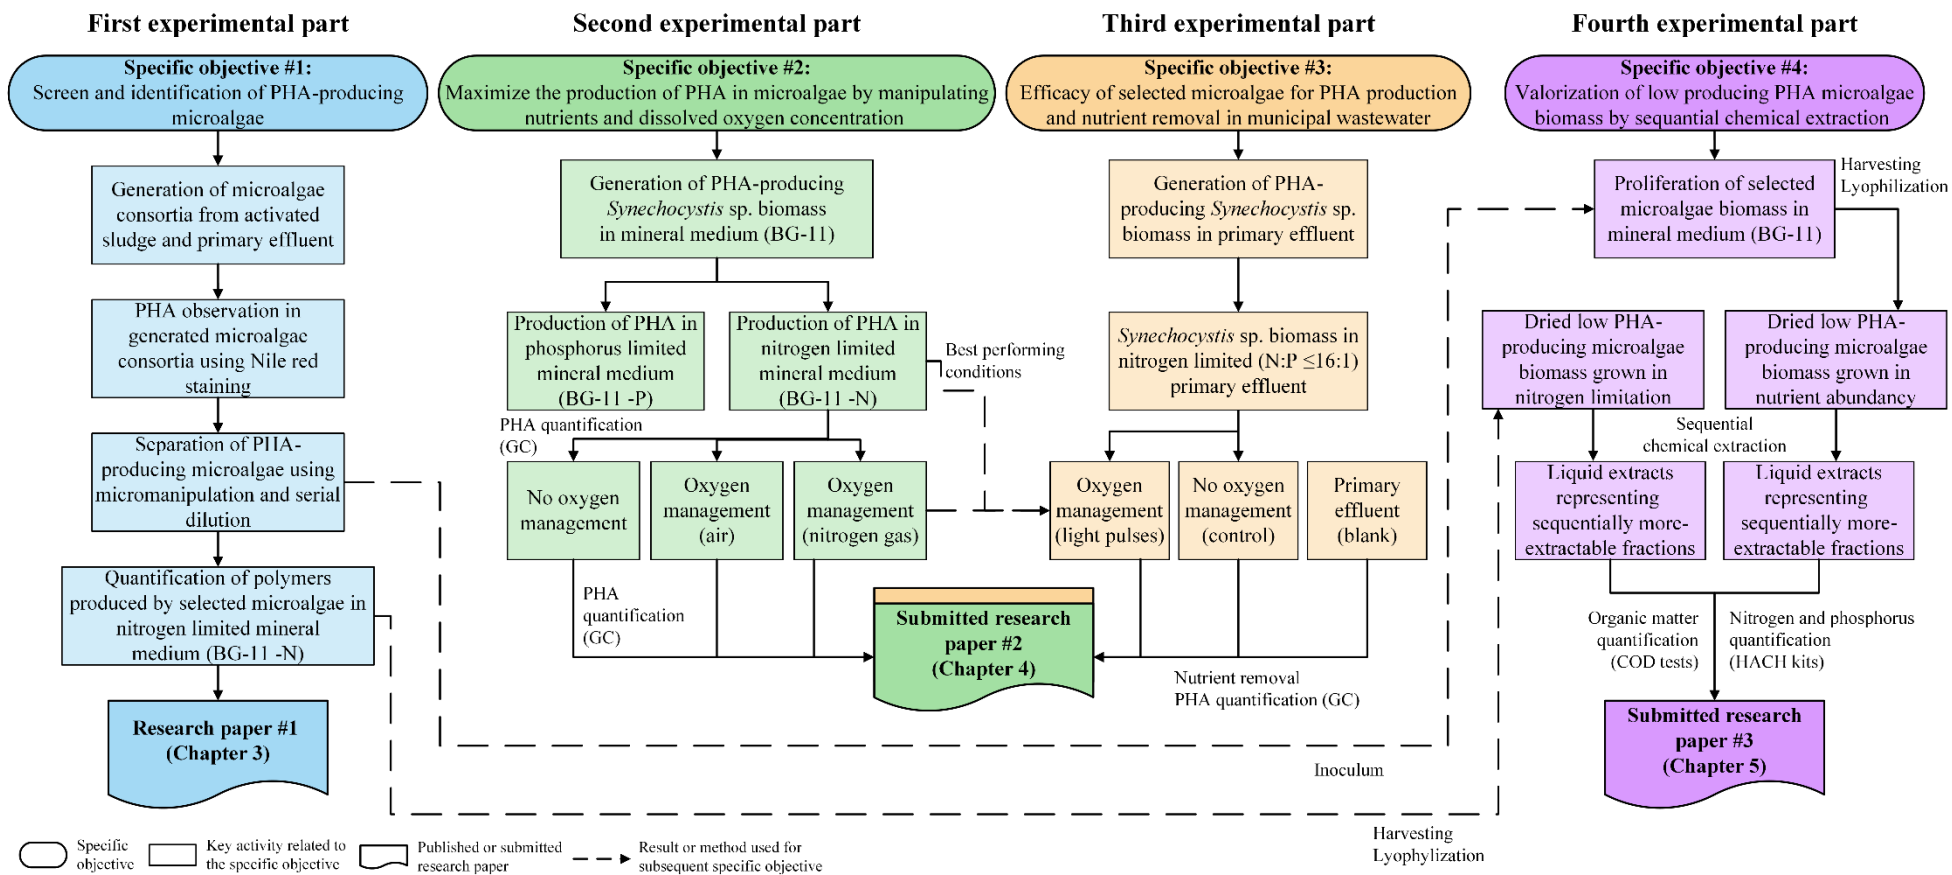 First experimental part
Second experimental part
Third experimental part
Fourth experimental part
Specific objective #1:
Screen and identification of PHA-producing
microalgae
Specific objective #2:
Maximize the production of PHA in microalgae by manipulating
nutrients and dissolved oxygen concentration
Specific objective #3:
Efficacy of selected microalgae for PHA production
and nutrient removal in municipal wastewater
Specific objective #4:
Valorization of low producing PHA microalgae
biomass by sequantial chemical extraction
Generation of microalgae
consortia from activated
sludge and primary effluent
PHA observation in
generated microalgae
consortia using Nile red
staining
Separation of PHA-
producing microalgae using
micromanipulation and serial
dilution
Quantification of polymers
produced by selected microalgae in
nitrogen limited mineral
medium (BG-11 -N)
Research paper #1
(Chapter 3)
Generation of PHA-producing
Synechocystis sp. biomass
in mineral medium (BG-11)
Production of PHA in
phosphorus limited
mineral medium
(BG-11 -P)
Production of PHA in
nitrogen limited
mineral medium
(BG-11 -N)
Best performing
conditions
PHA quantification
(GC)
No oxygen
management
Oxygen
management
(air)
Oxygen
management
(nitrogen gas)
PHA
quantification
(GC)
Submitted research
paper #2
(Chapter 4)
Generation of PHA-
producing Synechocystis sp.
biomass in primary effluent
Synechocystis sp. biomass in
nitrogen limited (N:P ≤16:1)
primary effluent
Oxygen
management
(light pulses)
No oxygen
management
(control)
Primary
effluent
(blank)
Nutrient removal
PHA quantification (GC)
Inoculum
Proliferation of selected
microalgae biomass in
mineral medium (BG-11)
Harvesting
Lyophilization
Dried low PHA-
producing microalgae
biomass grown in
nitrogen limitation
Dried low PHA-
producing microalgae
biomass grown in
nutrient abundancy
Sequential
chemical extraction
Liquid extracts
representing
sequentially more-
extractable fractions
Liquid extracts
representing
sequentially more-
extractable fractions
Organic matter
quantification
(COD tests)
Nitrogen and phosphorus
quantification
(HACH kits)
Submitted research
paper #3
(Chapter 5)
Harvesting
Lyophylization
Specific
objective
Key activity related to
the specific objective
Published or submitted
research paper
Result or method used for
subsequent specific objective